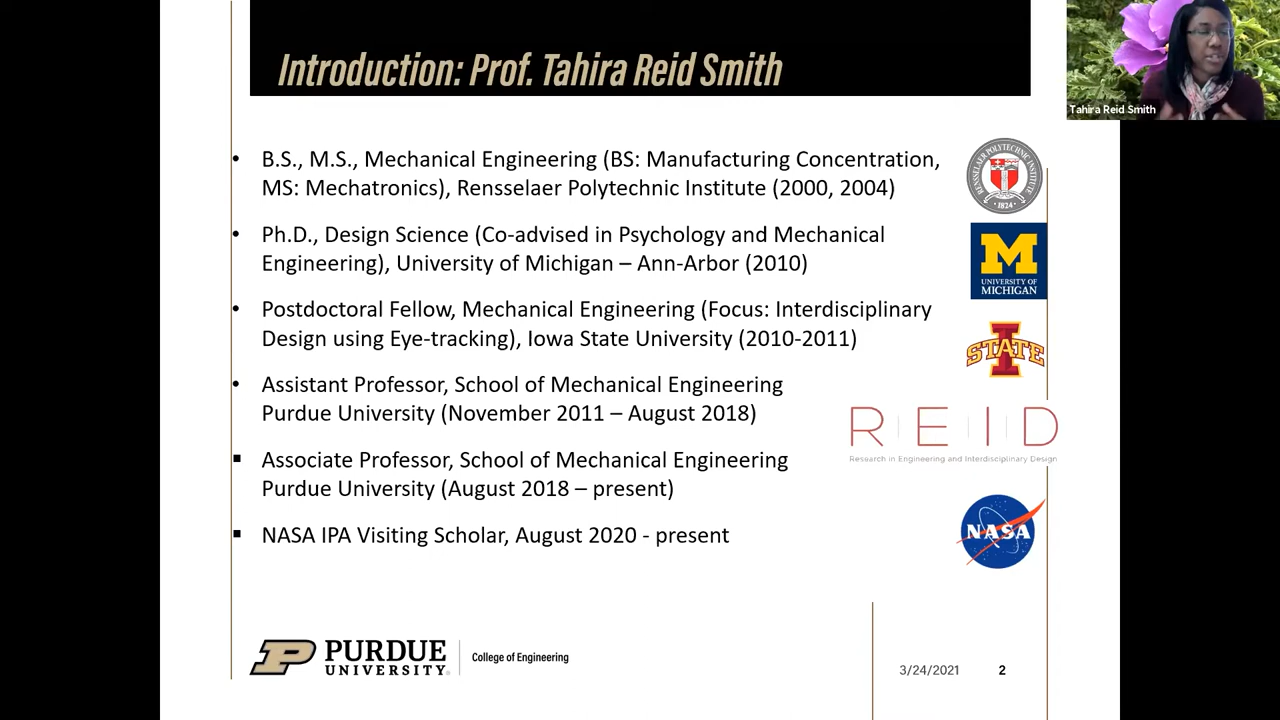 Introduction: Prof. Tahira Reid Smith
Tahira Reid Smith
• B.S., M.S., Mechanical Engineering (BS: Manufacturing Concentration,
MS: Mechatronics), Rensselaer Polytechnic Institute (2000, 2004)
RENSSELAER POLYTECHNIC INSTITUTE
1824
• Ph.D., Design Science (Co-advised in Psychology and Mechanical
Engineering), University of Michigan – Ann-Arbor (2010)
M
UNIVERSITY OF
MICHIGAN
• Postdoctoral Fellow, Mechanical Engineering (Focus: Interdisciplinary
Design using Eye-tracking), Iowa State University (2010-2011)
I STATE
• Assistant Professor, School of Mechanical Engineering
Purdue University (November 2011 – August 2018)
REID
Research in Engineering and Interdisciplinary Design
▪ Associate Professor, School of Mechanical Engineering
Purdue University (August 2018 – present)
▪ NASA IPA Visiting Scholar, August 2020 - present
NASA
P PURDUE
UNIVERSITY®
College of Engineering
3/24/2021 2